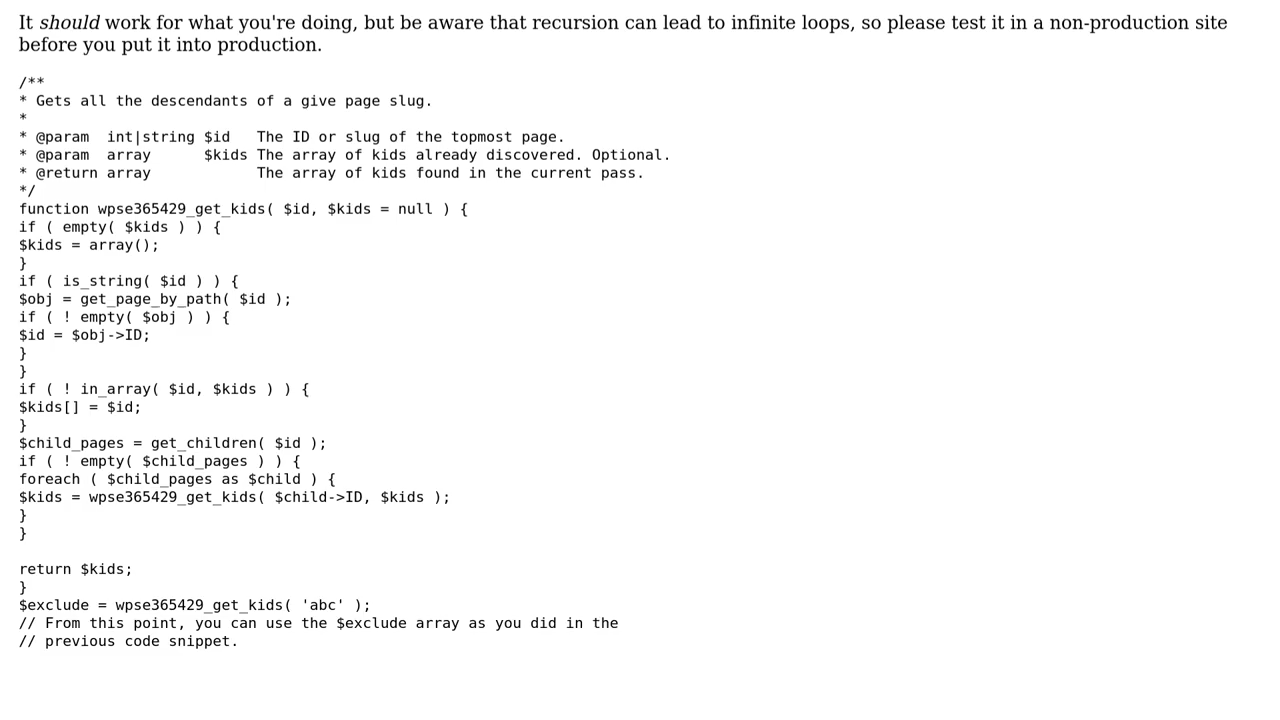 It should work for what you're doing, but be aware that recursion can lead to infinite loops, so please test it in a non-production site
before you put it into production.
/**
* Gets all the descendants of a give page slug.
*
* @param  int|string $id   The ID or slug of the topmost page.
* @param  array      $kids The array of kids already discovered. Optional.
* @return array            The array of kids found in the current pass.
*/
function wpse365429_get_kids( $id, $kids = null ) {
if ( empty( $kids ) ) {
$kids = array();
}
if ( is_string( $id ) ) {
$obj = get_page_by_path( $id );
if ( ! empty( $obj ) ) {
$id = $obj->ID;
}
}
if ( ! in_array( $id, $kids ) ) {
$kids[] = $id;
}
$child_pages = get_children( $id );
if ( ! empty( $child_pages ) ) {
foreach ( $child_pages as $child ) {
$kids = wpse365429_get_kids( $child->ID, $kids );
}
}

return $kids;
}
$exclude = wpse365429_get_kids( 'abc' );
// From this point, you can use the $exclude array as you did in the
// previous code snippet.